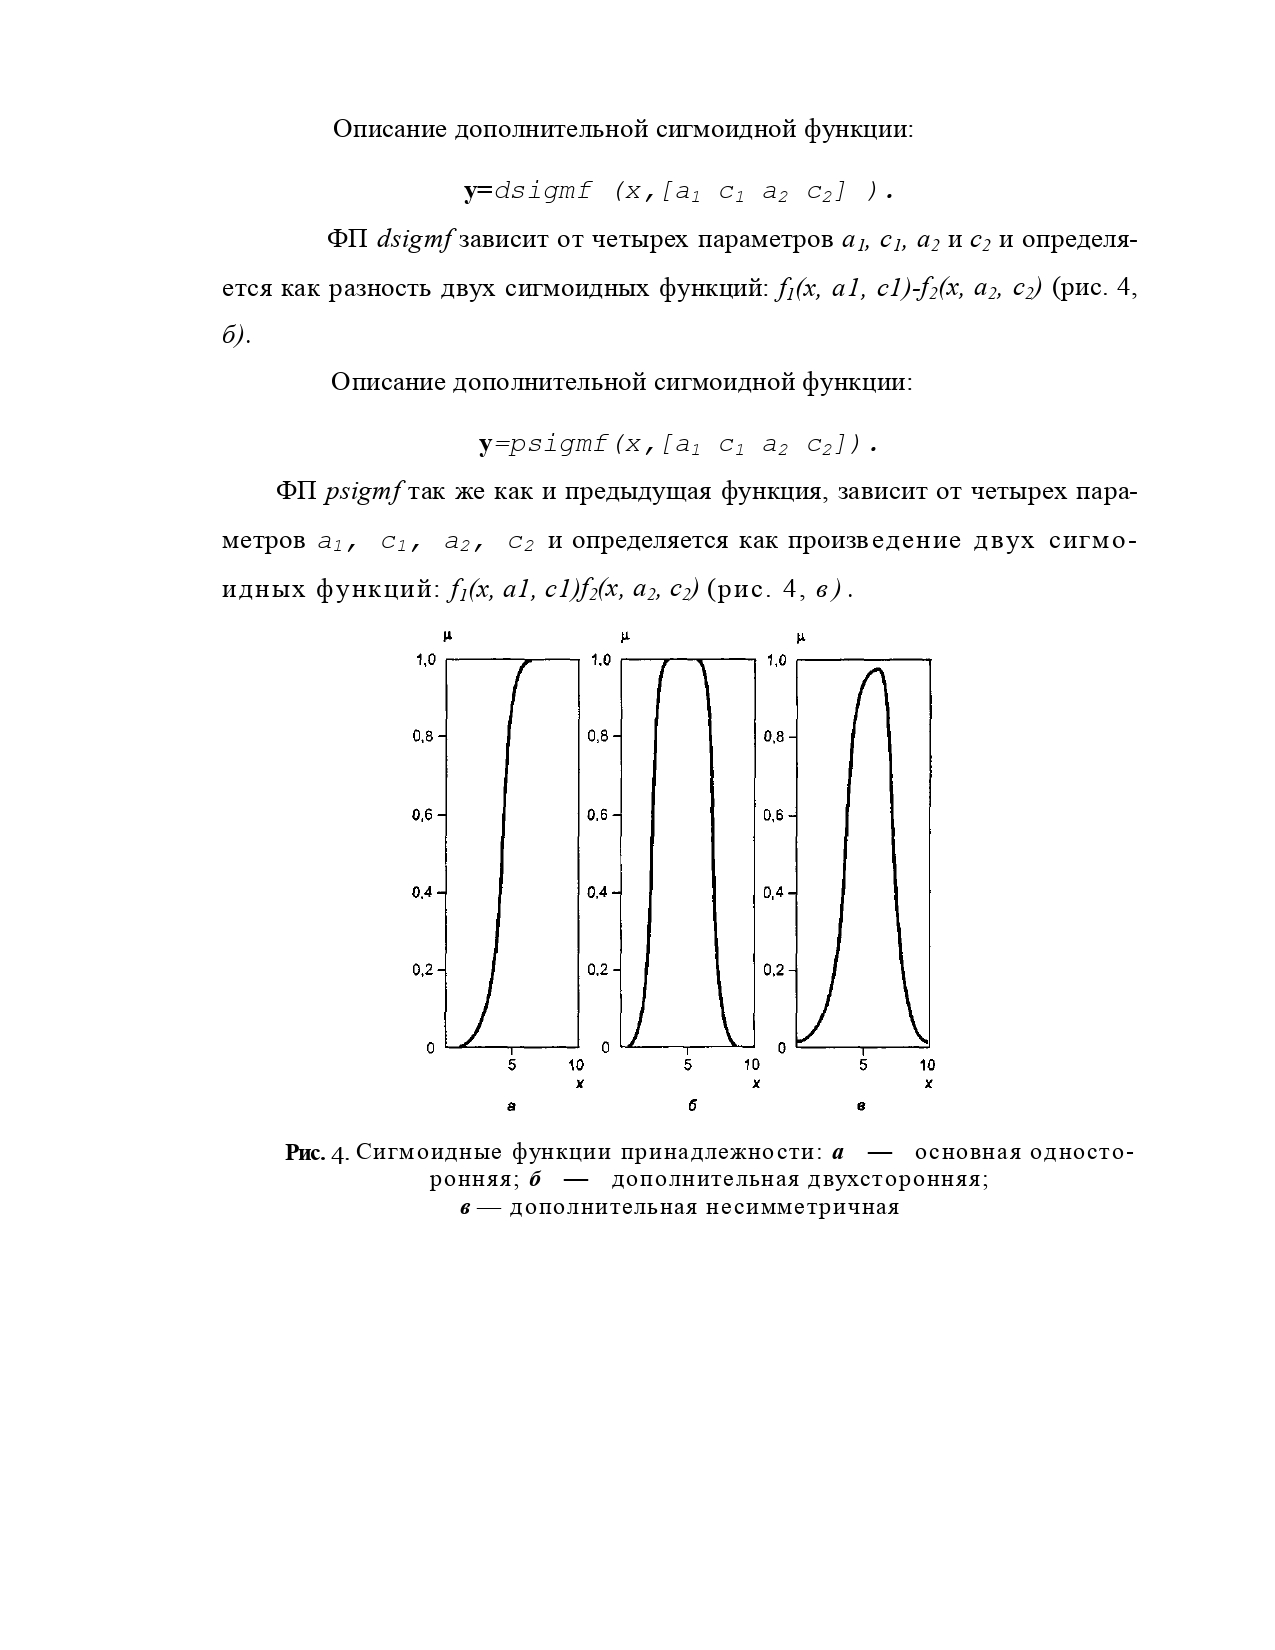 Описание дополнительной сигмоидной функции:
y=dsigmf (x,[a₁ c₁ a₂ c₂] ).
ФП dsigmf зависит от четырех параметров a₁, c₁, a₂ и c₂ и определя-
ется как разность двух сигмоидных функций: f₁(x, a1, c1)-f₂(x, a₂, c₂) (рис. 4,
б).
Описание дополнительной сигмоидной функции:
y=psigmf(x,[a₁ c₁ a₂ c₂]).
ФП psigmf так же как и предыдущая функция, зависит от четырех пара-
метров a₁, c₁, a₂, c₂ и определяется как произведение двух сигмо-
идных функций: f₁(x, a1, c1)f₂(x, a₂, c₂) (рис. 4, в).
μ μ μ
1,0 1.0 1,0
0,8 0,8 0,8
0,6 0,6 0,6
0,4 0,4 0,4
0,2 0,2 0,2
0 0 0
5 10 5 10 5 10
x x x
а б в
Рис. 4. Сигмоидные функции принадлежности: а — основная односто-
ронняя; б — дополнительная двухсторонняя;
в — дополнительная несимметричная